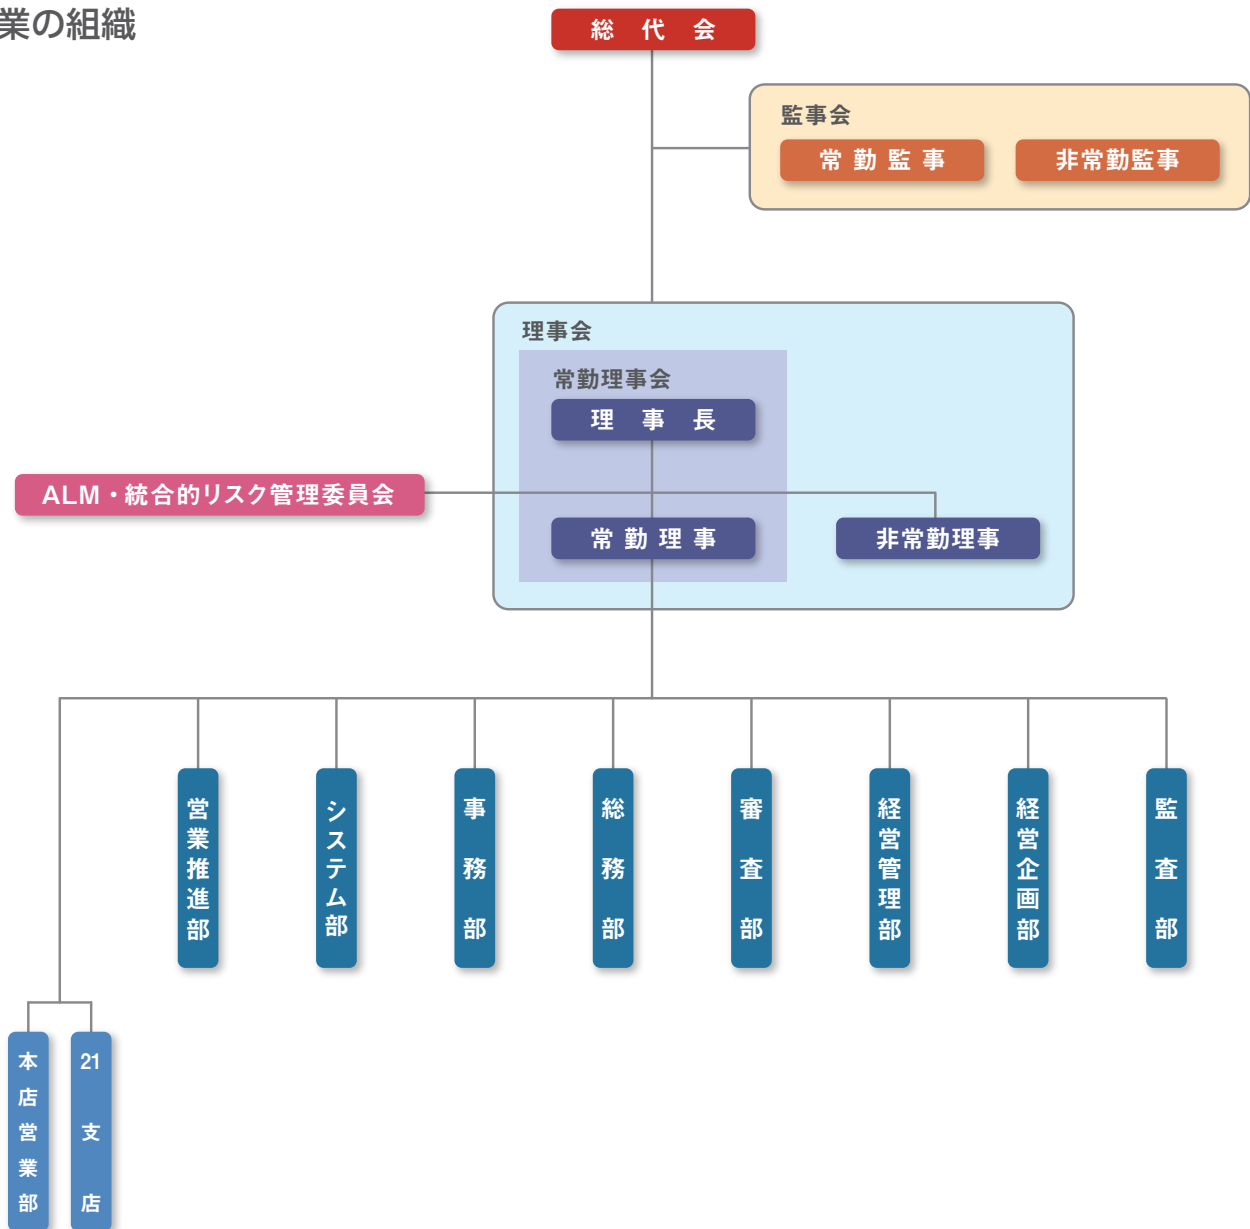 業の組織
総代会
監事会
常勤監事
非常勤監事
理事会
常勤理事会
理事長
ALM・統合的リスク管理委員会
常勤理事
非常勤理事
営業推進部
システム部
事務部
総務部
審査部
経営管理部
経営企画部
監査部
本店営業部
21支店